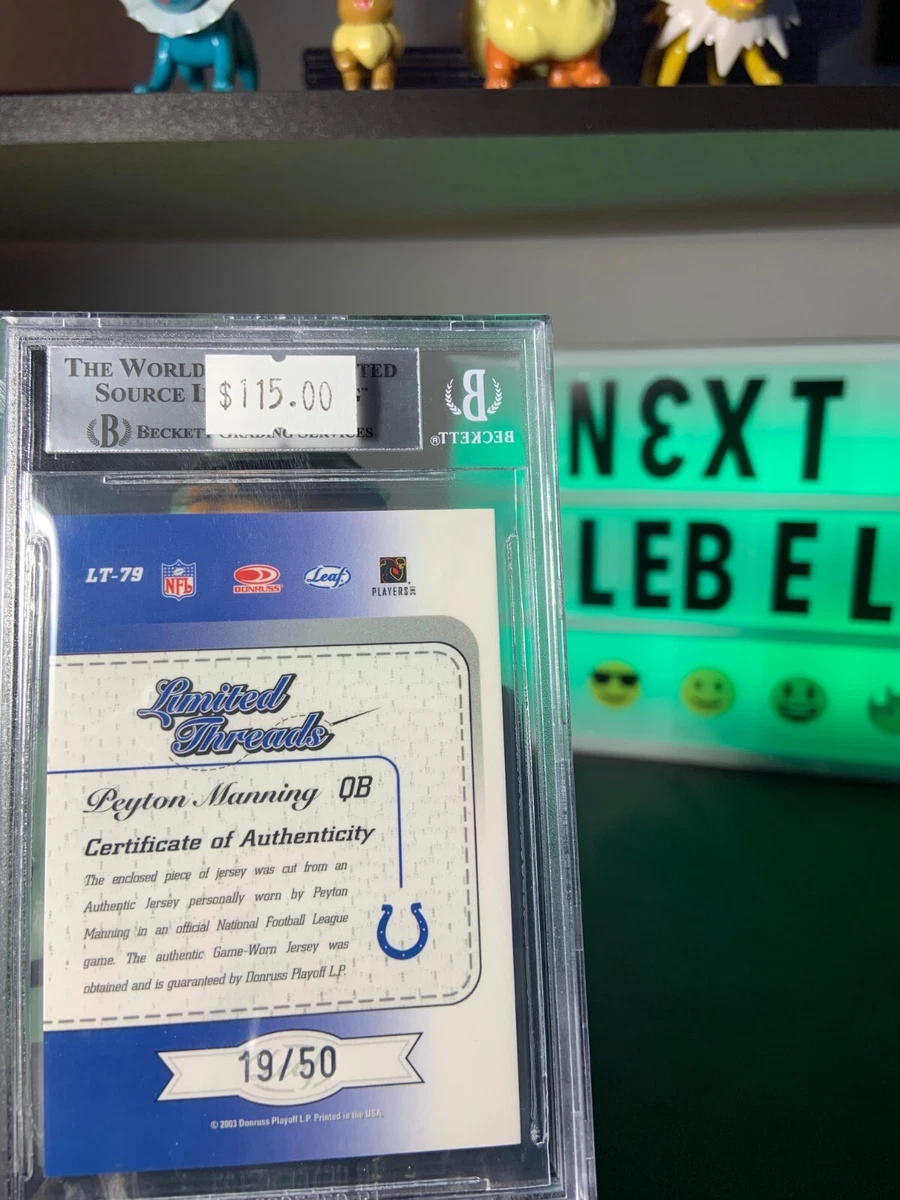 THE WORLD TED
SOURCE I G™
$115.00
BECKETT GRADING SERVICES
B
BECKETT®
NEXT
LEBEL
LT-79
NFL
DONRUSS
Leaf
PLAYERS INC
Limited
Threads
Peyton Manning QB
Certificate of Authenticity
The enclosed piece of jersey was cut from an
Authentic Jersey personally worn by Peyton
Manning in an official National Football League
game. The authentic Game-Worn Jersey was
obtained and is guaranteed by Donruss Playoff L.P.
19/50
© 2003 Donruss Playoff L.P. Printed in the USA